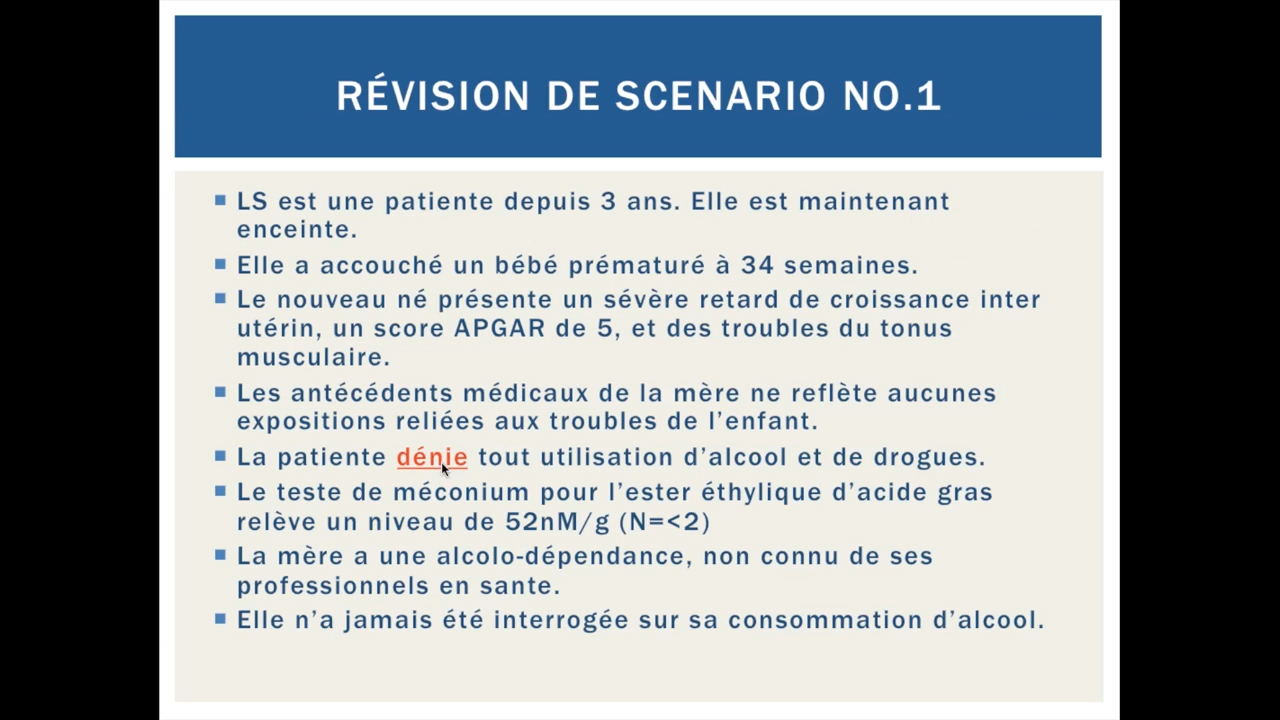 RÉVISION DE SCENARIO NO.1
LS est une patiente depuis 3 ans. Elle est maintenant
enceinte.
Elle a accouché un bébé prématuré à 34 semaines.
Le nouveau né présente un sévère retard de croissance inter
utérin, un score APGAR de 5, et des troubles du tonus
musculaire.
Les antécédents médicaux de la mère ne reflète aucunes
expositions reliées aux troubles de l'enfant.
La patiente dénie tout utilisation d'alcool et de drogues.
Le teste de méconium pour l'ester éthylique d'acide gras
relève un niveau de 52nM/g (N=<2)
La mère a une alcolo-dépendance, non connu de ses
professionnels en sante.
Elle n'a jamais été interrogée sur sa consommation d'alcool.